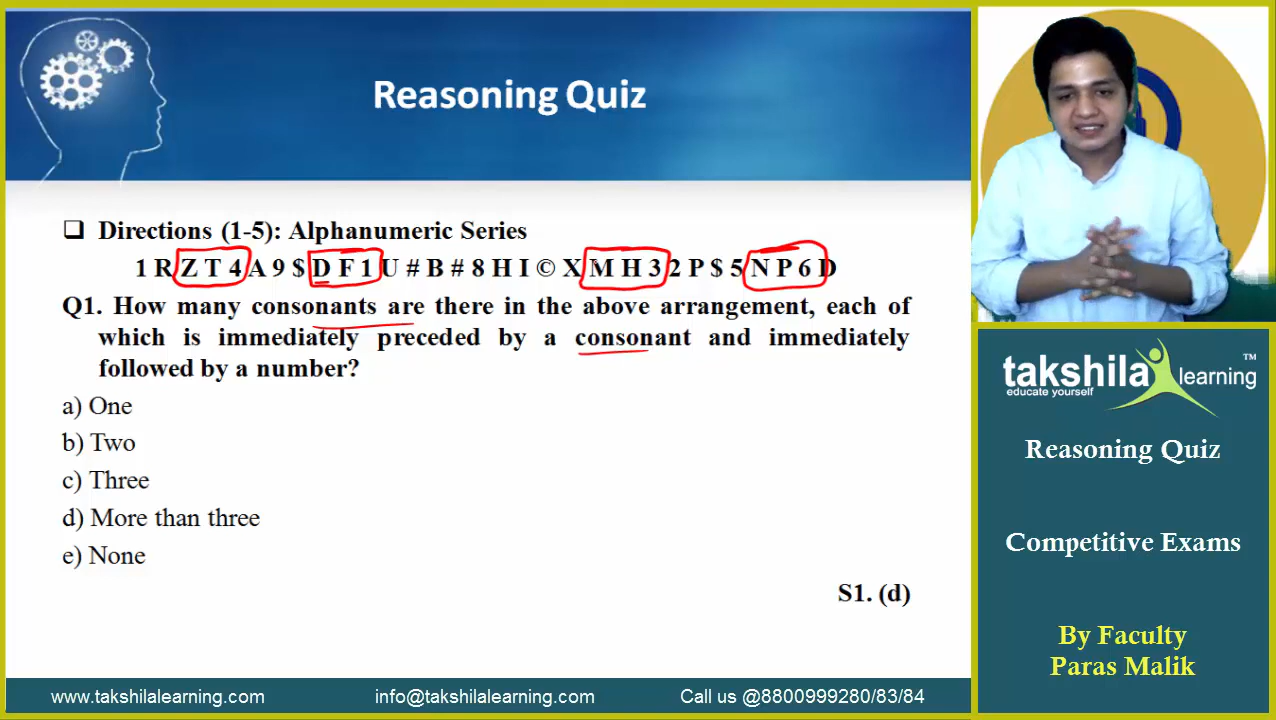 Reasoning Quiz
❑ Directions (1-5): Alphanumeric Series
1 R Z T 4 A 9 $ D F 1 U # B # 8 H I © X M H 3 2 P $ 5 N P 6 D
Q1. How many consonants are there in the above arrangement, each of
which is immediately preceded by a consonant and immediately
followed by a number?
a) One
b) Two
c) Three
d) More than three
e) None
S1. (d)
www.takshilalearning.com info@takshilalearning.com Call us @8800999280/83/84
takshila learning ™
educate yourself
Reasoning Quiz
Competitive Exams
By Faculty
Paras Malik